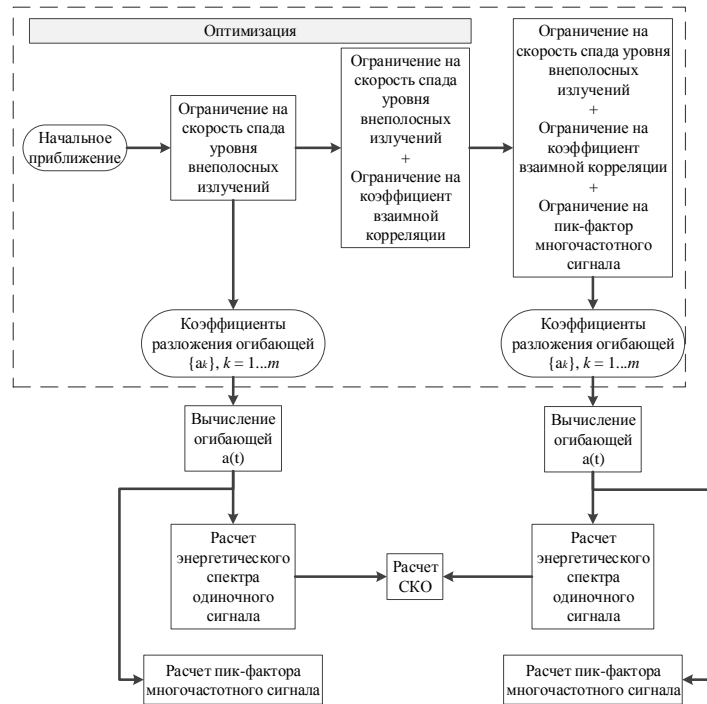 Оптимизация
Начальное
приближение
Ограничение на
скорость спада
уровня
внеполосных
излучений
Ограничение на
скорость спада
уровня
внеполосных
излучений
+
Ограничение на
коэффициент
взаимной
корреляции
Ограничение на
скорость спада уровня
внеполосных
излучений
+
Ограничение на
коэффициент
взаимной корреляции
+
Ограничение на
пик-фактор
многочастотного
сигнала
Коэффициенты
разложения огибающей
{ak}, k = 1...m
Коэффициенты
разложения огибающей
{ak}, k = 1...m
Вычисление
огибающей
a(t)
Вычисление
огибающей
a(t)
Расчет
энергетического
спектра
одиночного
сигнала
Расчет
СКО
Расчет
энергетического
спектра
одиночного
сигнала
Расчет пик-фактора
многочастотного сигнала
Расчет пик-фактора
многочастотного сигнала